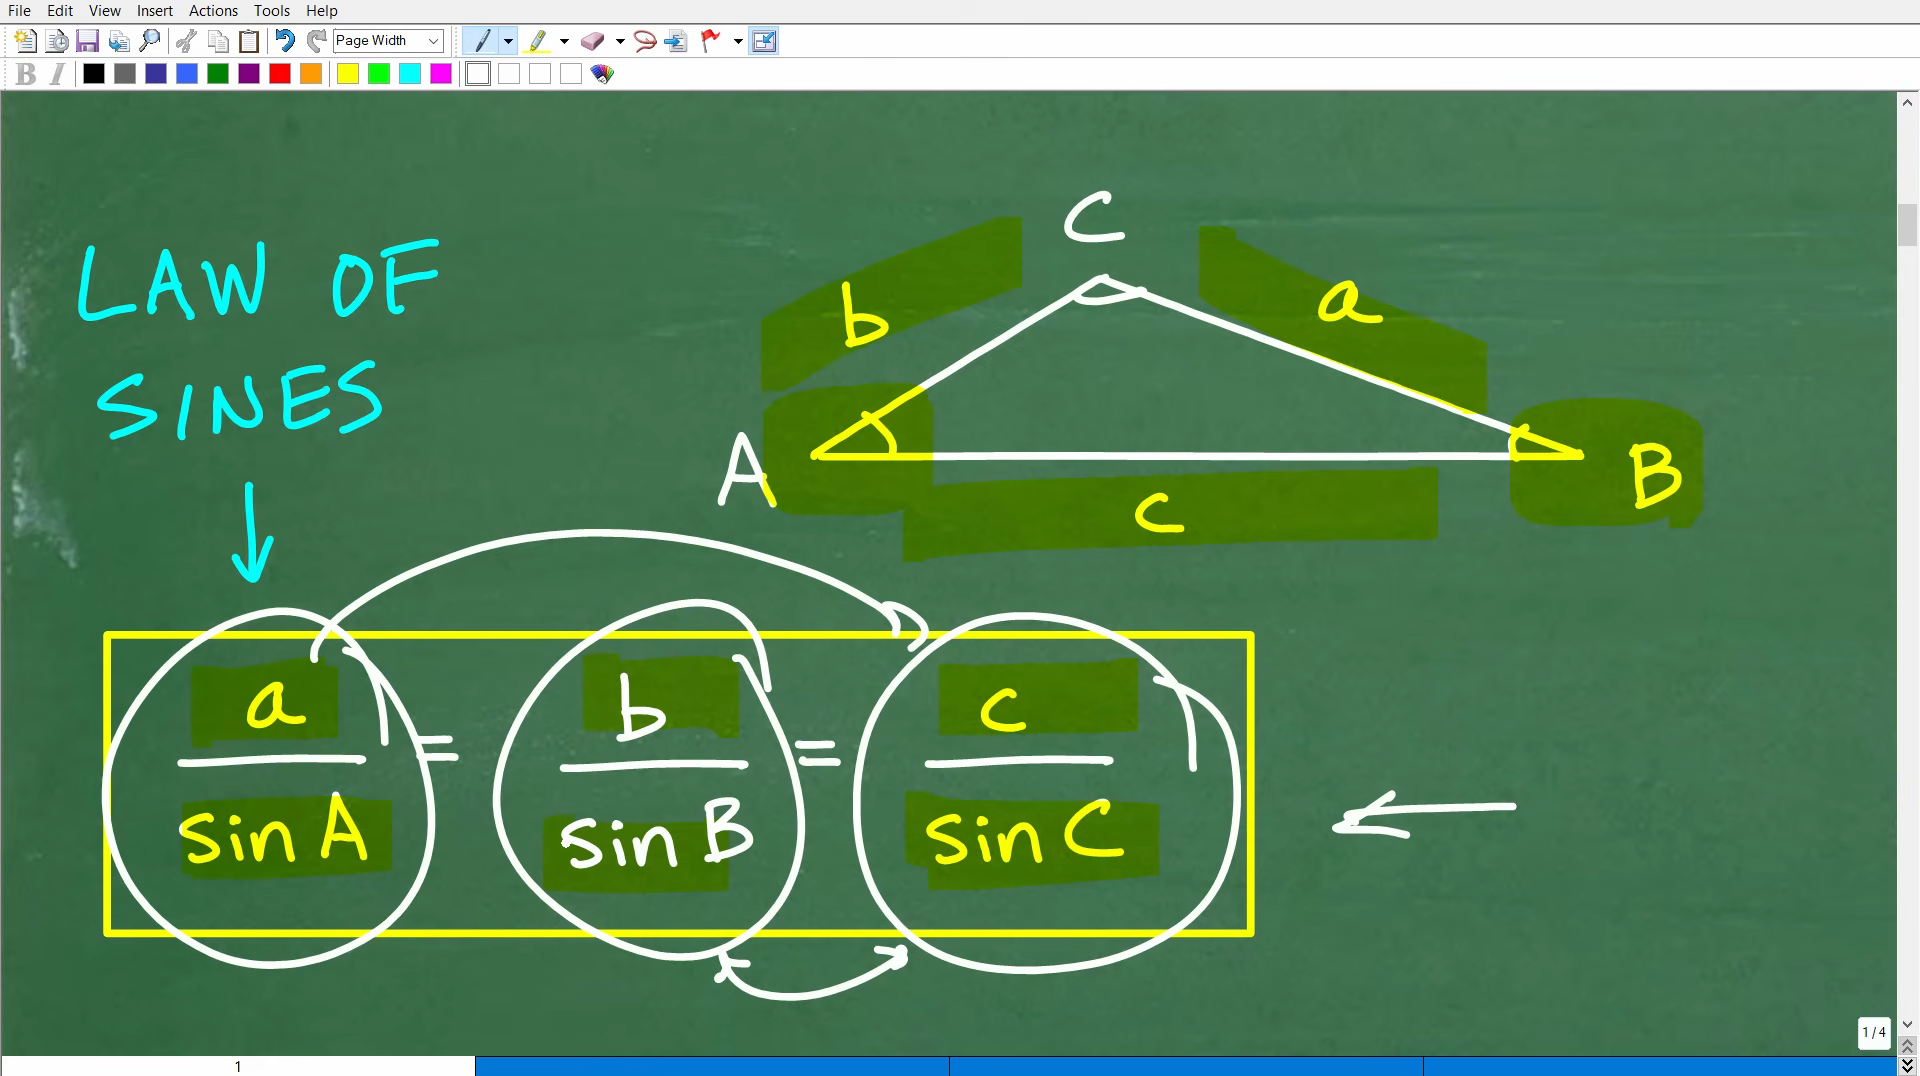 File Edit View Insert Actions Tools Help
Page Width
B I
C
LAW OF
b a
SINES
A B
c
a = b = c
sin A sin B sin C
1 / 4
1